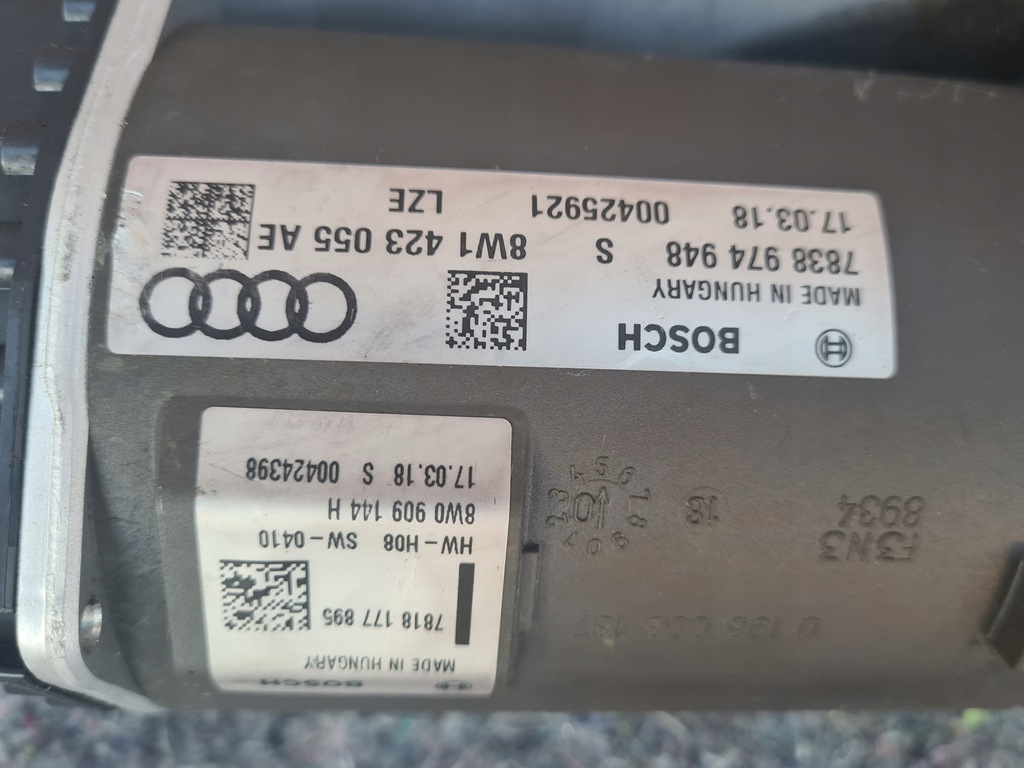 BOSCH
MADE IN HUNGARY
7838 974 948 S 8W1 423 055 AE
17.03.18 00425921 LZE
BOSCH
MADE IN HUNGARY
7818 177 895
HW-H08 SW-0410
8W0 909 144 H
17.03.18 S 00424398
F3N3
8934
18